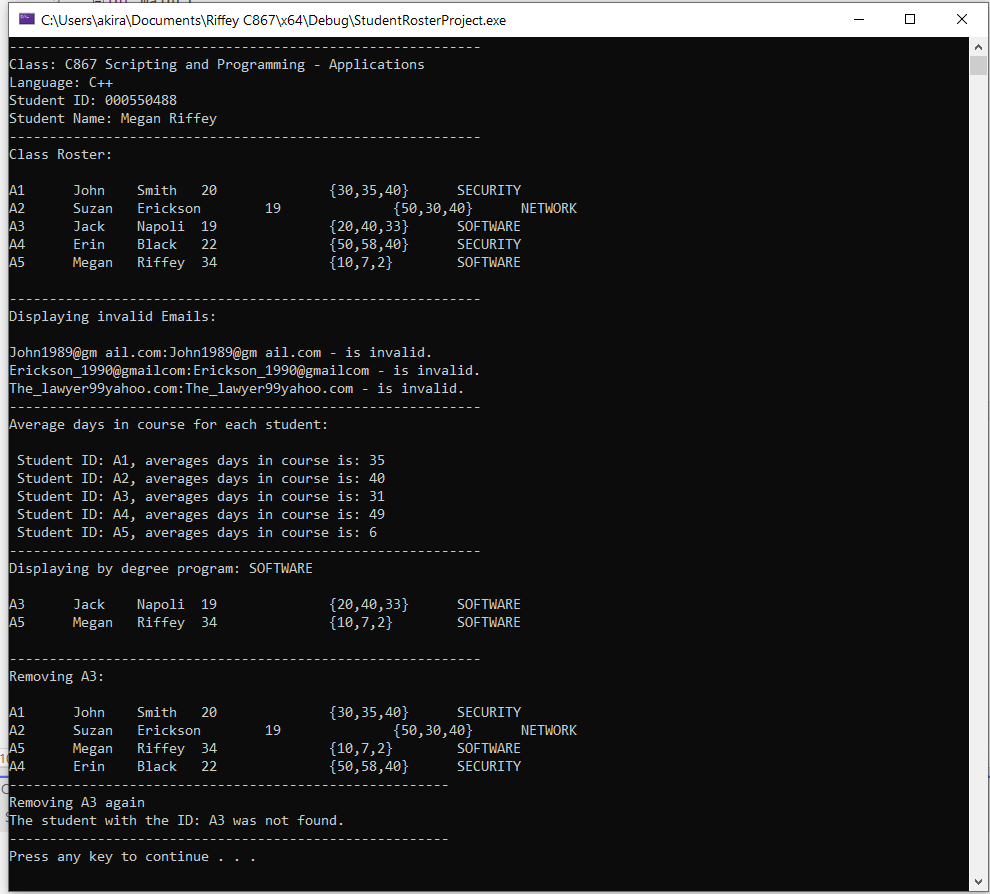 C:\Users\akira\Documents\Riffey C867\x64\Debug\StudentRosterProject.exe
-----------------------------------------------------------
Class: C867 Scripting and Programming - Applications
Language: C++
Student ID: 000550488
Student Name: Megan Riffey
-----------------------------------------------------------
Class Roster:
A1 John Smith 20 {30,35,40} SECURITY
A2 Suzan Erickson 19 {50,30,40} NETWORK
A3 Jack Napoli 19 {20,40,33} SOFTWARE
A4 Erin Black 22 {50,58,40} SECURITY
A5 Megan Riffey 34 {10,7,2} SOFTWARE
-----------------------------------------------------------
Displaying invalid Emails:
John1989@gm ail.com:John1989@gm ail.com - is invalid.
Erickson_1990@gmailcom:Erickson_1990@gmailcom - is invalid.
The_lawyer99yahoo.com:The_lawyer99yahoo.com - is invalid.
-----------------------------------------------------------
Average days in course for each student:
Student ID: A1, averages days in course is: 35
Student ID: A2, averages days in course is: 40
Student ID: A3, averages days in course is: 31
Student ID: A4, averages days in course is: 49
Student ID: A5, averages days in course is: 6
-----------------------------------------------------------
Displaying by degree program: SOFTWARE
A3 Jack Napoli 19 {20,40,33} SOFTWARE
A5 Megan Riffey 34 {10,7,2} SOFTWARE
-----------------------------------------------------------
Removing A3:
A1 John Smith 20 {30,35,40} SECURITY
A2 Suzan Erickson 19 {50,30,40} NETWORK
A5 Megan Riffey 34 {10,7,2} SOFTWARE
A4 Erin Black 22 {50,58,40} SECURITY
-------------------------------------------------------
Removing A3 again
The student with the ID: A3 was not found.
-------------------------------------------------------
Press any key to continue . . .